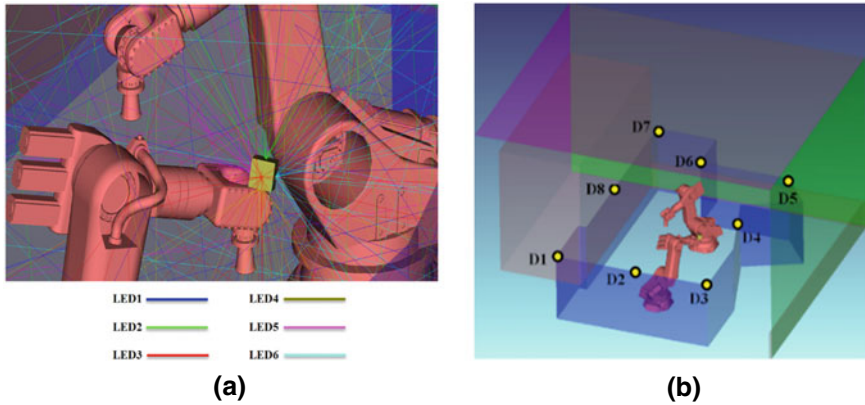 D7
D6
D8
D5
D4
D1
D2
D3
LED1
LED4
LED2
LED5
LED3
LED6
(a)
(b)